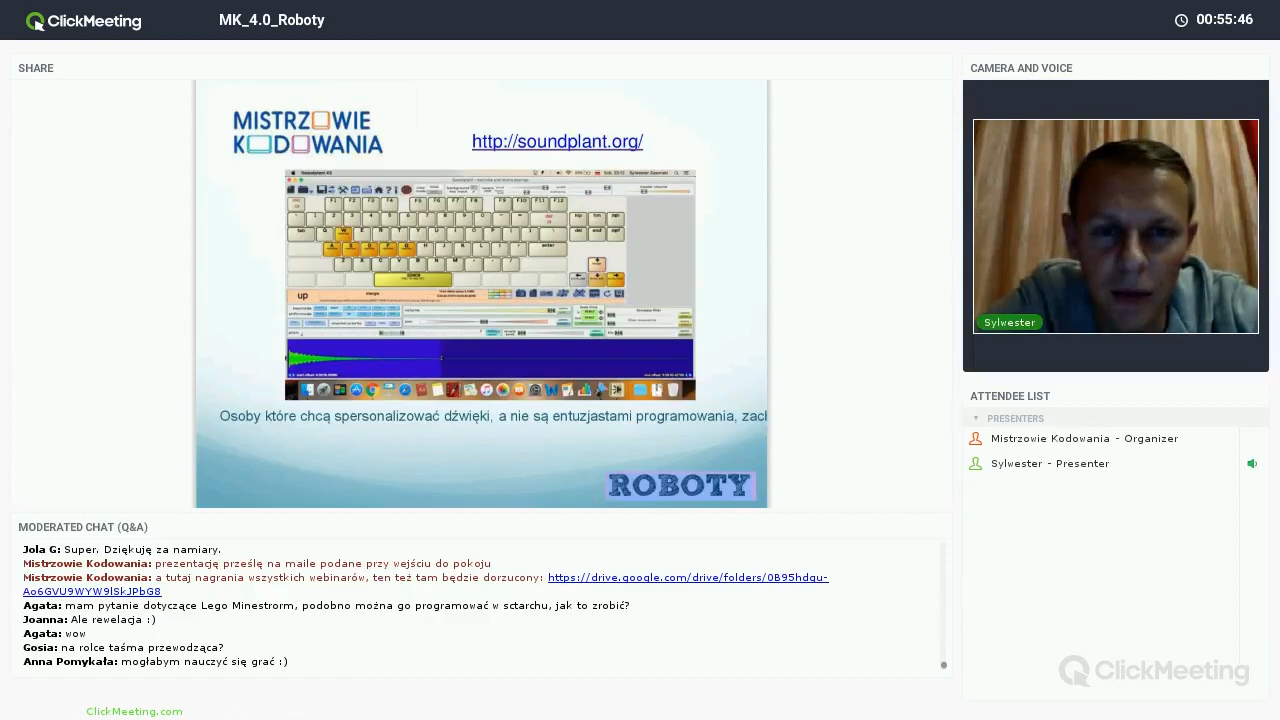 ClickMeeting
MK_4.0_Roboty
00:55:46
SHARE
CAMERA AND VOICE
MISTRZOWIE
KODOWANIA
http://soundplant.org/
up
Osoby które chcą spersonalizować dźwięki, a nie są entuzjastami programowania, zach
ROBOTY
Sylwester
ATTENDEE LIST
PRESENTERS
Mistrzowie Kodowania - Organizer
Sylwester - Presenter
MODERATED CHAT (Q&A)
Jola G: Super. Dziękuję za namiary.
Mistrzowie Kodowania: prezentację prześlę na maile podane przy wejściu do pokoju
Mistrzowie Kodowania: a tutaj nagrania wszystkich webinarów, ten też tam będzie dorzucony: https://drive.google.com/drive/folders/0B95hdqu-
Ao6GVU9WYW9lSkJPbG8
Agata: mam pytanie dotyczące Lego Minestrorm, podobno można go programować w sctarchu, jak to zrobić?
Joanna: Ale rewelacja :)
Agata: wow
Gosia: na rolce taśma przewodząca?
Anna Pomykała: mogłabym nauczyć się grać :)
ClickMeeting
ClickMeeting.com